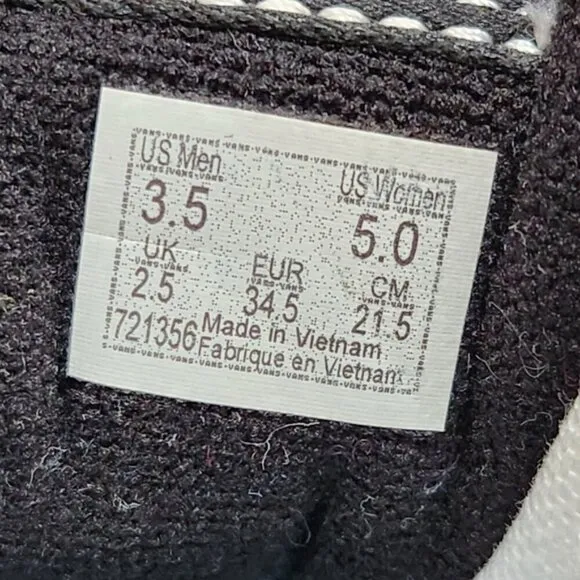 US Men US Women
3.5 5.0
UK EUR CM
2.5 34.5 21.5
721356 Made in Vietnam
Fabrique en Vietnam